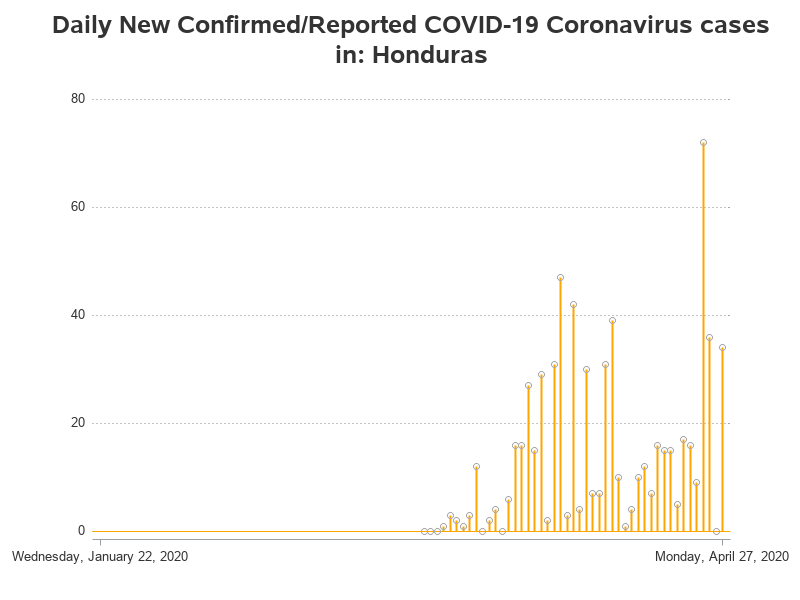 Daily New Confirmed/Reported COVID-19 Coronavirus cases
in: Honduras
80
60
40
20
0
Wednesday, January 22, 2020
Monday, April 27, 2020